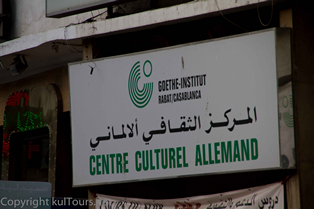 GOETHE-INSTITUT
RABAT/CASABLANCA
المركز الثقافي الألماني
CENTRE CULTUREL ALLEMAND
Copyright kulTours